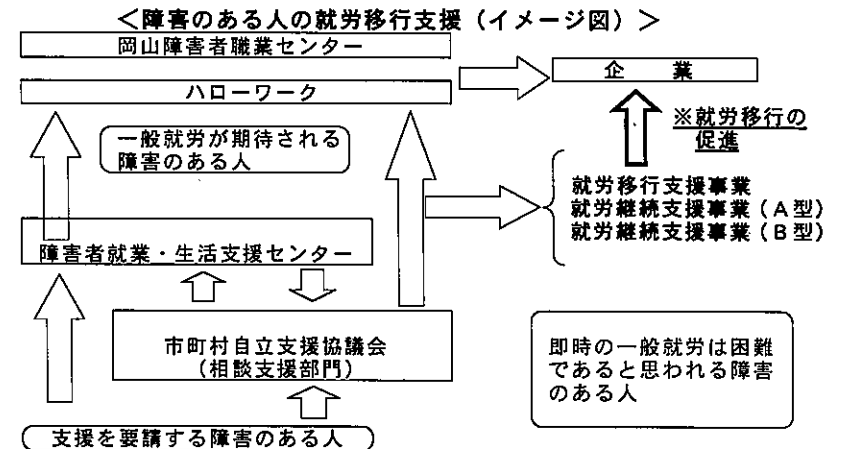 ＜障害のある人の就労移行支援（イメージ図）＞
岡山障害者職業センター
ハローワーク
企　業
※就労移行の
促進
一般就労が期待される
障害のある人
就労移行支援事業
就労継続支援事業（Ａ型）
就労継続支援事業（Ｂ型）
障害者就業・生活支援センター
市町村自立支援協議会
（相談支援部門）
即時の一般就労は困難
であると思われる障害
のある人
支援を要請する障害のある人